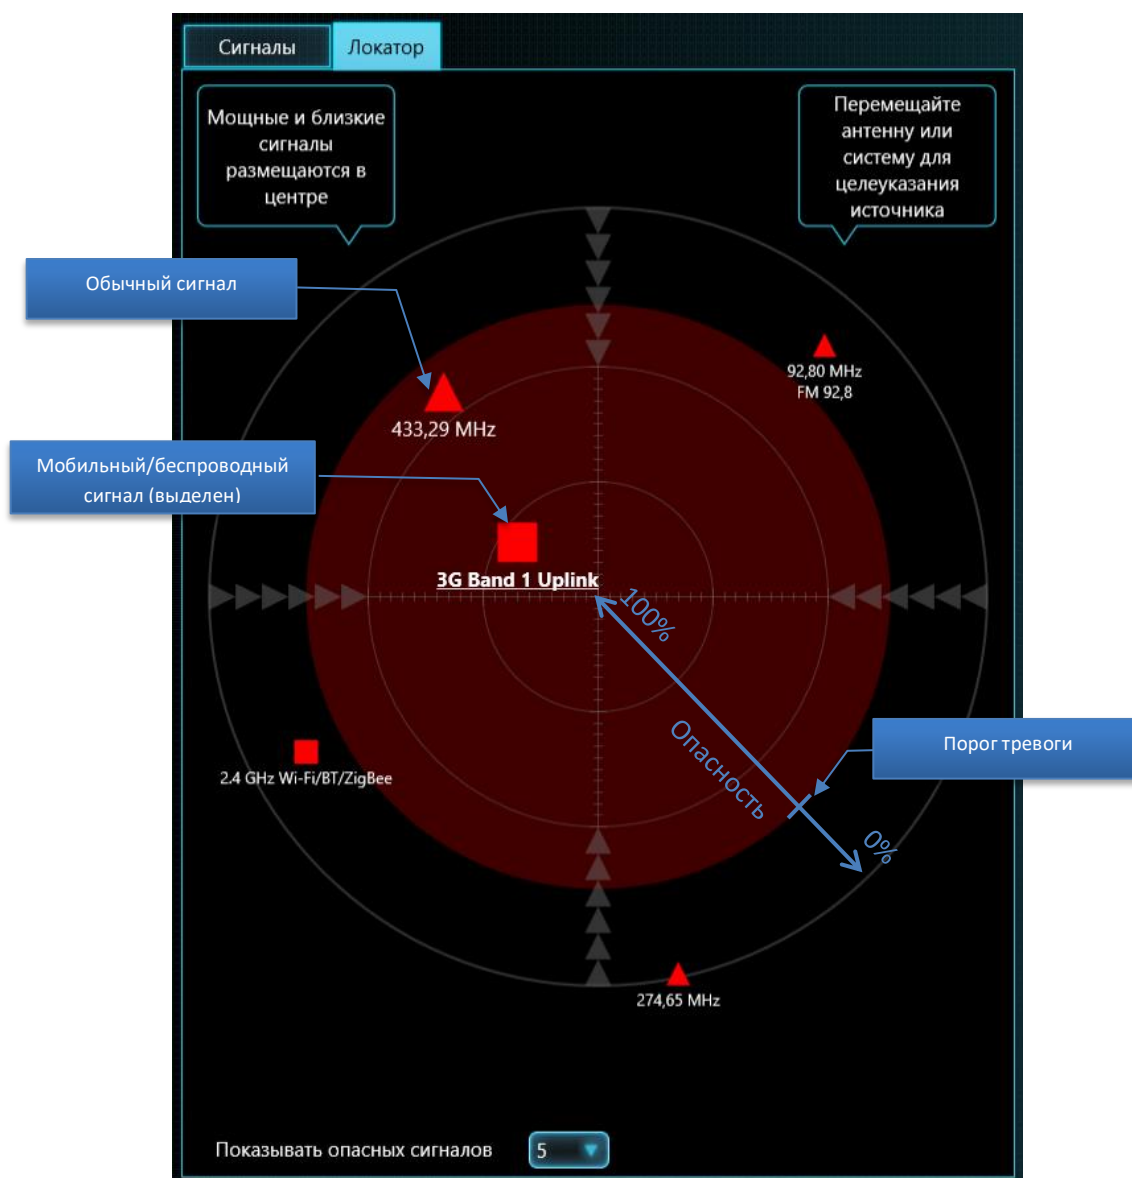 Сигналы
Локатор
Мощные и близкие
сигналы
размещаются в
центре
Перемещайте
антенну или
систему для
целеуказания
источника
Обычный сигнал
92,80 MHz
FM 92,8
433,29 MHz
Мобильный/беспроводный
сигнал (выделен)
3G Band 1 Uplink
100%
Опасность
Порог тревоги
2.4 GHz Wi-Fi/BT/ZigBee
0%
274,65 MHz
Показывать опасных сигналов
5